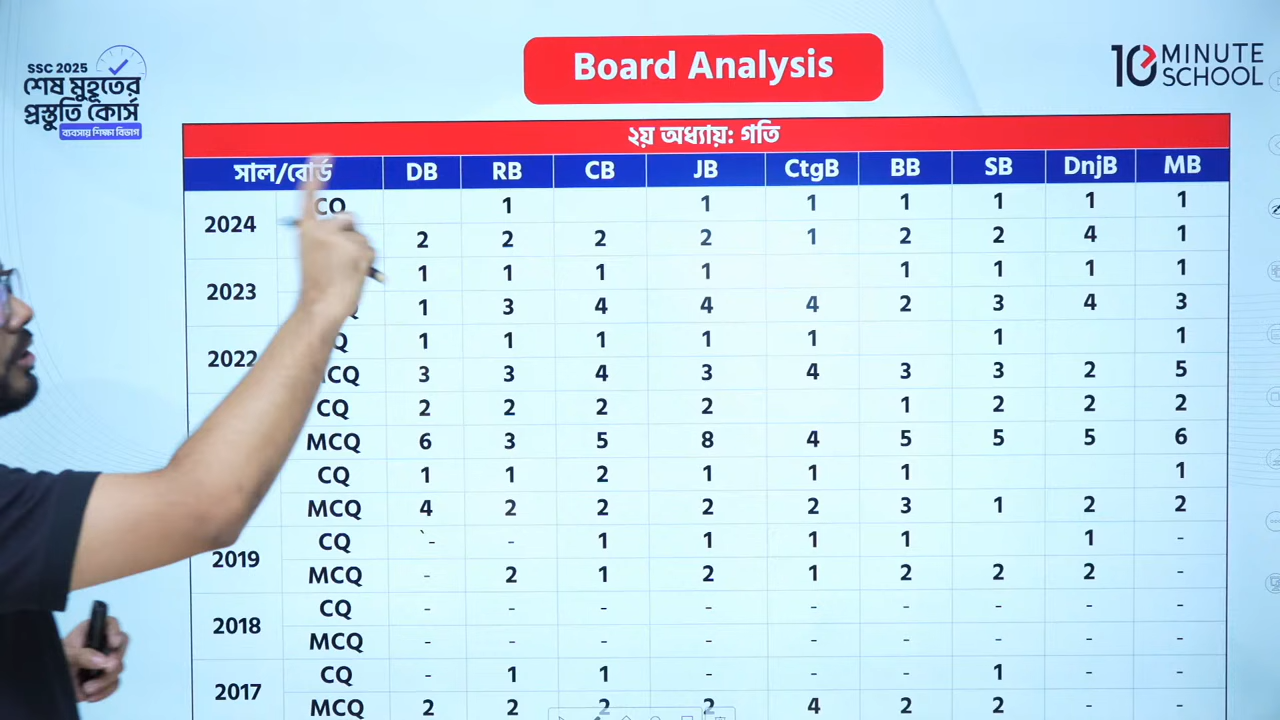 SSC 2025
শেষ মুহূর্তের
প্রস্তুতি কোর্স
ব্যবসায় শিক্ষা বিভাগ
Board Analysis
10 MINUTE SCHOOL
২য় অধ্যায়: গতি
সাল/বোর্ড DB RB CB JB CtgB BB SB DnjB MB
2024 CQ 1 1 1 1 1 1 1
2 2 2 2 1 2 2 4 1
2023 1 1 1 1 1 1 1 1
1 3 4 4 4 2 3 4 3
2022 1 1 1 1 1 1 1
MCQ 3 3 4 3 4 3 3 2 5
CQ 2 2 2 2 1 2 2 2
MCQ 6 3 5 8 4 5 5 5 6
CQ 1 1 2 1 1 1 1
MCQ 4 2 2 2 2 3 1 2 2
2019 CQ `- - 1 1 1 1 1 -
MCQ - 2 1 2 1 2 2 2 -
2018 CQ - - - - - - - - -
MCQ - - - - - - - - -
2017 CQ - 1 1 - - - 1 - -
MCQ 2 2 2 2 4 2 2 - -